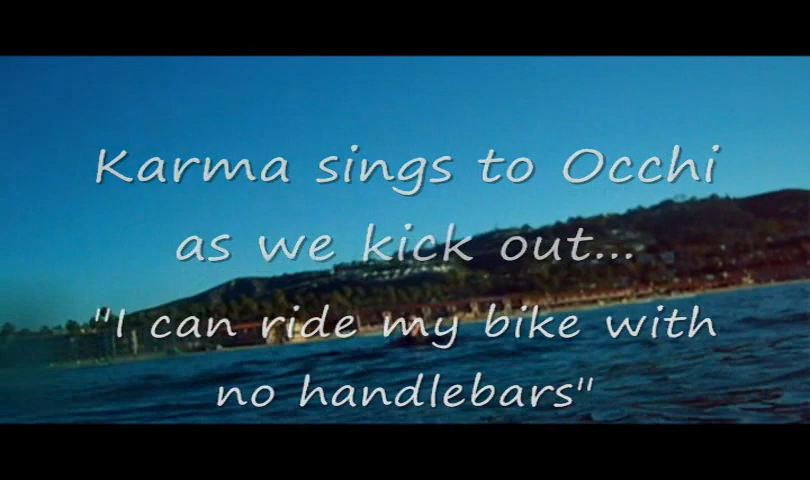 Karma sings to Occhi
as we kick out...
"I can ride my bike with
no handlebars"